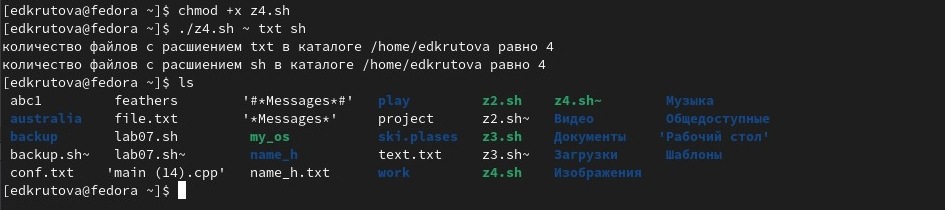 [edkrutova@fedora ~]$ chmod +x z4.sh
[edkrutova@fedora ~]$ ./z4.sh ~ txt sh
количество файлов с расшиением txt в каталоге /home/edkrutova равно 4
количество файлов с расшиением sh в каталоге /home/edkrutova равно 4
[edkrutova@fedora ~]$ ls
abc1 feathers '#*Messages*#' play z2.sh z4.sh~ Музыка
australia file.txt '*Messages*' project z2.sh~ Видео Общедоступные
backup lab07.sh my_os ski.plases z3.sh Документы 'Рабочий стол'
backup.sh~ lab07.sh~ name_h text.txt z3.sh~ Загрузки Шаблоны
conf.txt 'main (14).cpp' name_h.txt work z4.sh Изображения
[edkrutova@fedora ~]$